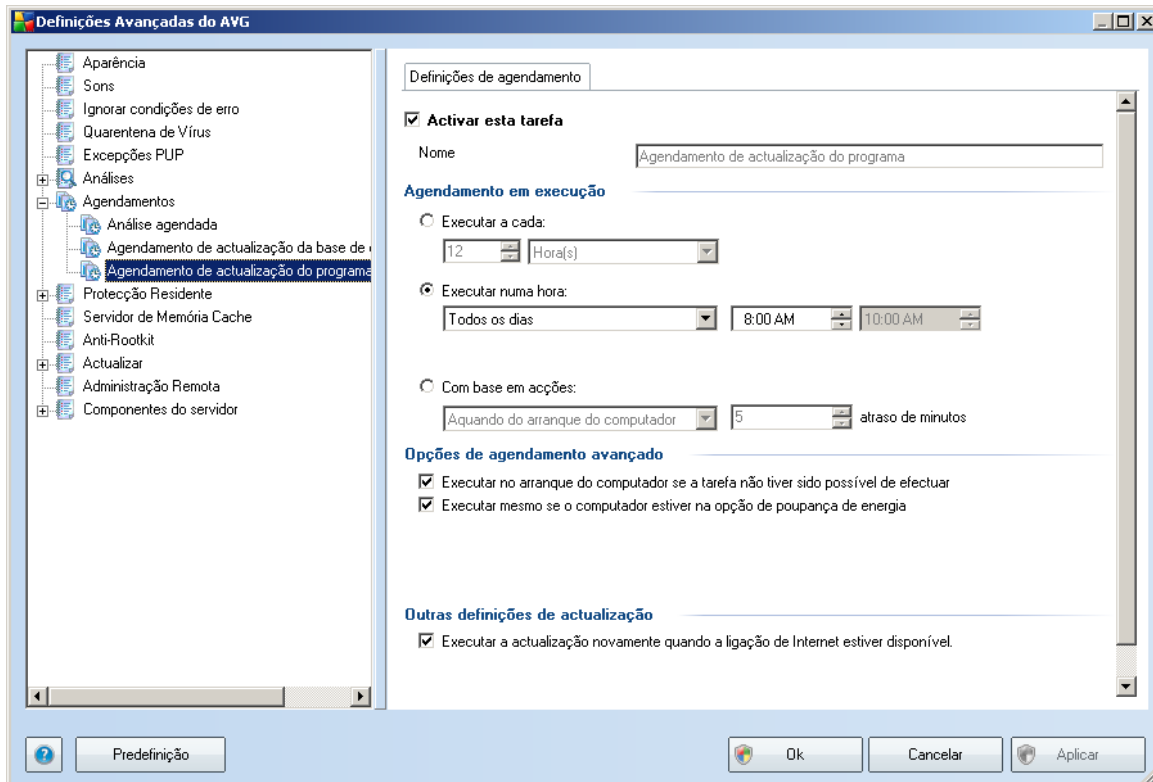 Definições Avançadas do AVG
Aparência
Sons
Ignorar condições de erro
Quarentena de Vírus
Excepções PUP
Análises
Agendamentos
Análise agendada
Agendamento de actualização da base de
Agendamento de actualização do programa
Protecção Residente
Servidor de Memória Cache
Anti-Rootkit
Actualizar
Administração Remota
Componentes do servidor
Definições de agendamento
Activar esta tarefa
Nome Agendamento de actualização do programa
Agendamento em execução
Executar a cada:
12 Hora(s)
Executar numa hora:
Todos os dias 8:00 AM 10:00 AM
Com base em acções:
Aquando do arranque do computador 5 atraso de minutos
Opções de agendamento avançado
Executar no arranque do computador se a tarefa não tiver sido possível de efectuar
Executar mesmo se o computador estiver na opção de poupança de energia
Outras definições de actualização
Executar a actualização novamente quando a ligação de Internet estiver disponível.
? Predefinição Ok Cancelar Aplicar